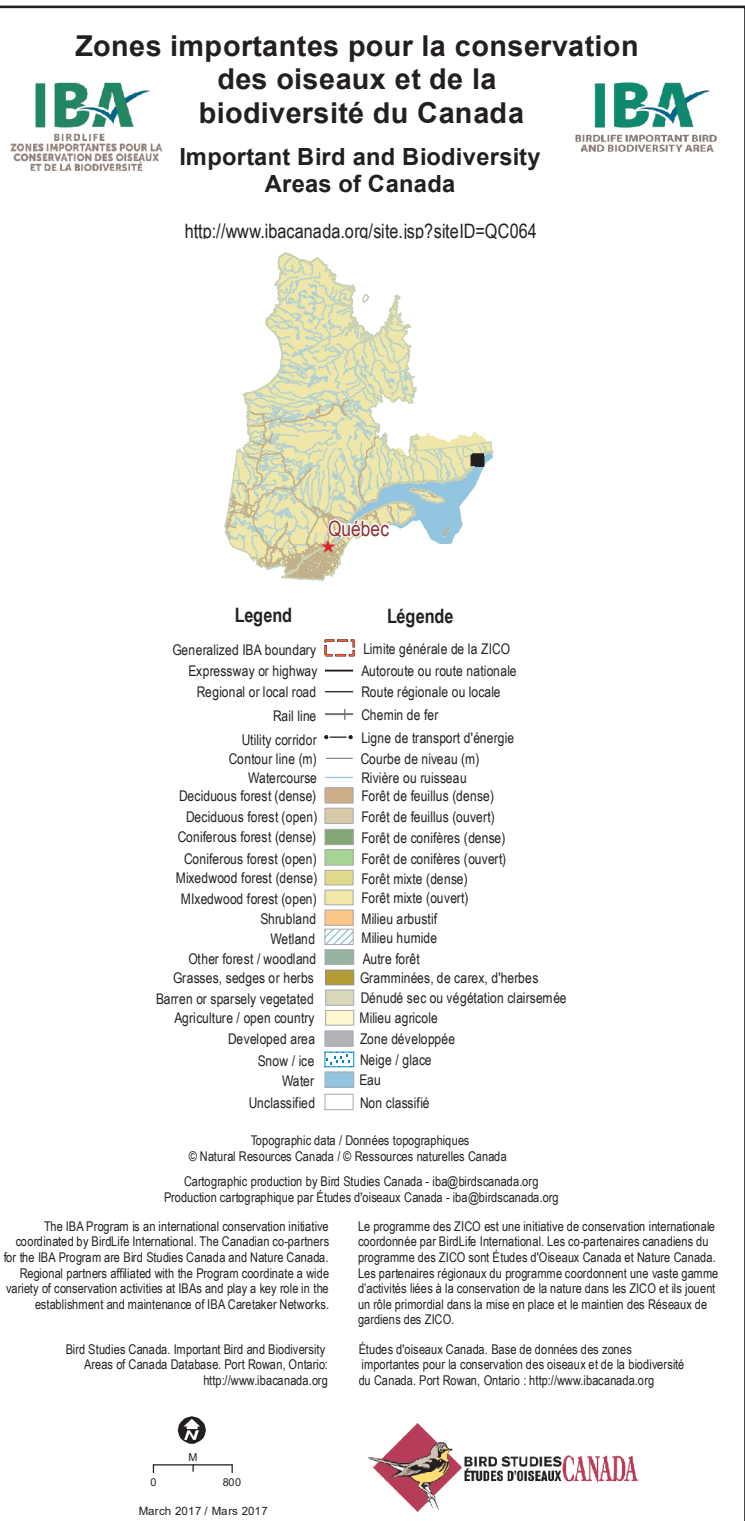 Zones importantes pour la conservation
des oiseaux et de la
biodiversité du Canada
IBA
BIRDLIFE
ZONES IMPORTANTES POUR LA
CONSERVATION DES OISEAUX
ET DE LA BIODIVERSITÉ
IBA
BIRDLIFE IMPORTANT BIRD
AND BIODIVERSITY AREA
Important Bird and Biodiversity
Areas of Canada
http://www.ibacanada.org/site.jsp?siteID=QC064
Québec
Legend Légende
Generalized IBA boundary Limite générale de la ZICO
Expressway or highway Autoroute ou route nationale
Regional or local road Route régionale ou locale
Rail line Chemin de fer
Utility corridor Ligne de transport d'énergie
Contour line (m) Courbe de niveau (m)
Watercourse Rivière ou ruisseau
Deciduous forest (dense) Forêt de feuillus (dense)
Deciduous forest (open) Forêt de feuillus (ouvert)
Coniferous forest (dense) Forêt de conifères (dense)
Coniferous forest (open) Forêt de conifères (ouvert)
Mixedwood forest (dense) Forêt mixte (dense)
MIxedwood forest (open) Forêt mixte (ouvert)
Shrubland Milieu arbustif
Wetland Milieu humide
Other forest / woodland Autre forêt
Grasses, sedges or herbs Gramminées, de carex, d'herbes
Barren or sparsely vegetated Dénudé sec ou végétation clairsemée
Agriculture / open country Milieu agricole
Developed area Zone développée
Snow / ice Neige / glace
Water Eau
Unclassified Non classifié
Topographic data / Données topographiques
© Natural Resources Canada / © Ressources naturelles Canada
Cartographic production by Bird Studies Canada - iba@birdscanada.org
Production cartographique par Études d'oiseaux Canada - iba@birdscanada.org
The IBA Program is an international conservation initiative
coordinated by BirdLife International. The Canadian co-partners
for the IBA Program are Bird Studies Canada and Nature Canada.
Regional partners affiliated with the Program coordinate a wide
variety of conservation activities at IBAs and play a key role in the
establishment and maintenance of IBA Caretaker Networks.
Le programme des ZICO est une initiative de conservation internationale
coordonnée par BirdLife International. Les co-partenaires canadiens du
programme des ZICO sont Études d'Oiseaux Canada et Nature Canada.
Les partenaires régionaux du programme coordonnent une vaste gamme
d'activités liées à la conservation de la nature dans les ZICO et ils jouent
un rôle primordial dans la mise en place et le maintien des Réseaux de
gardiens des ZICO.
Bird Studies Canada. Important Bird and Biodiversity
Areas of Canada Database. Port Rowan, Ontario:
http://www.ibacanada.org
Études d'oiseaux Canada. Base de données des zones
importantes pour la conservation des oiseaux et de la biodiversité
du Canada. Port Rowan, Ontario : http://www.ibacanada.org
N
M
0 800
March 2017 / Mars 2017
BIRD STUDIES
ÉTUDES D'OISEAUX CANADA